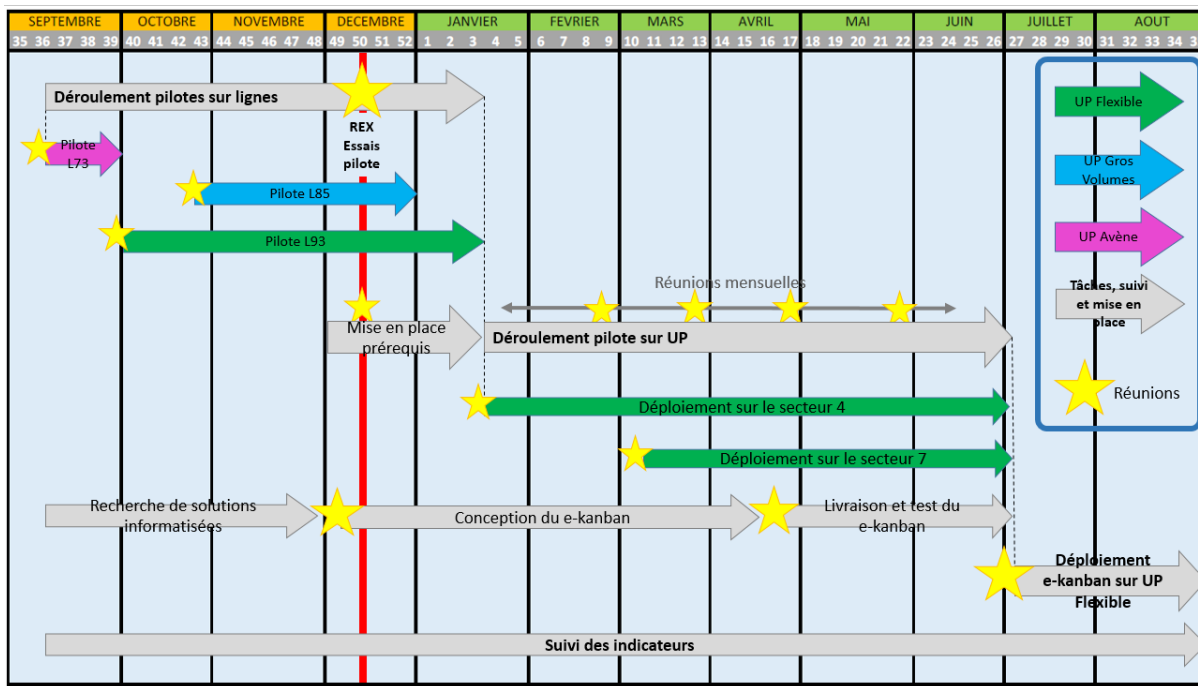 SEPTEMBRE OCTOBRE NOVEMBRE DECEMBRE JANVIER FEVRIER MARS AVRIL MAI JUIN JUILLET AOUT
35 36 37 38 39 40 41 42 43 44 45 46 47 48 49 50 51 52 1 2 3 4 5 6 7 8 9 10 11 12 13 14 15 16 17 18 19 20 21 22 23 24 25 26 27 28 29 30 31 32 33 34
Déroulement pilotes sur lignes
REX
Essais
pilote
Pilote
L73
Pilote L85
Pilote L93
Réunions mensuelles
Mise en place
prérequis
Déroulement pilote sur UP
Déploiement sur le secteur 4
Déploiement sur le secteur 7
Recherche de solutions
informatisées
Conception du e-kanban
Livraison et test du
e-kanban
Déploiement
e-kanban sur UP
Flexible
Suivi des indicateurs
UP Flexible
UP Gros
Volumes
UP Avène
Tâches, suivi
et mise en
place
Réunions